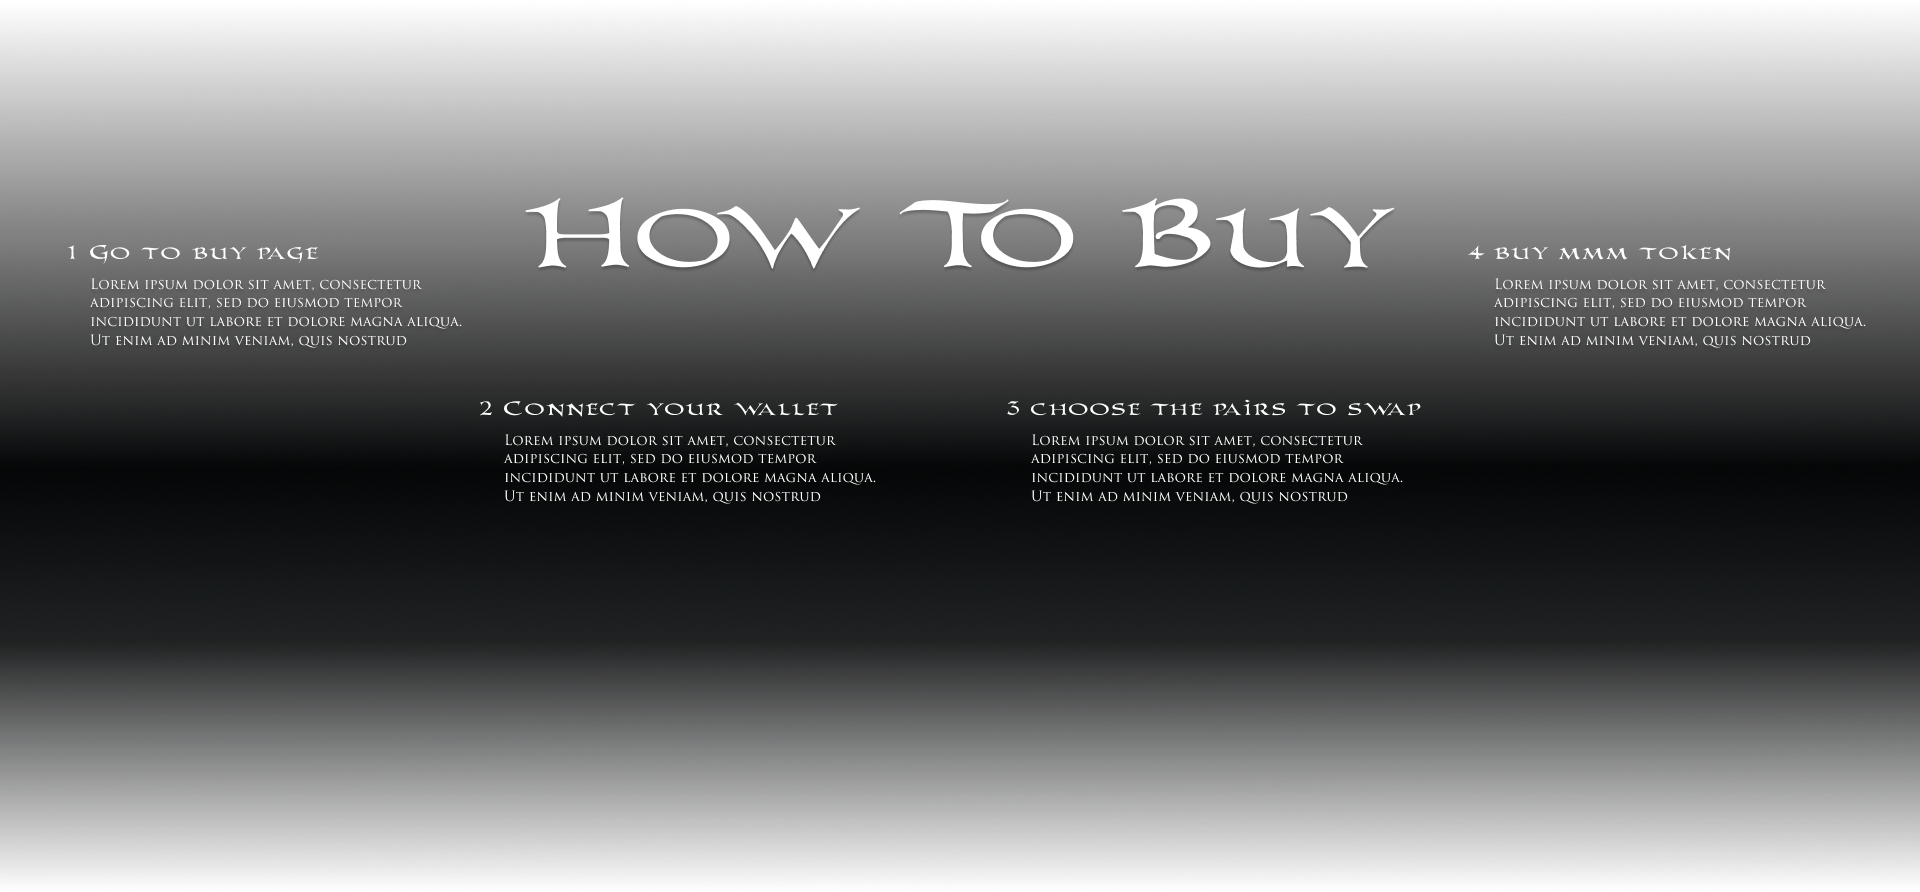 How To Buy
1 Go to buy page
Lorem ipsum dolor sit amet, consectetur
adipiscing elit, sed do eiusmod tempor
incididunt ut labore et dolore magna aliqua.
Ut enim ad minim veniam, quis nostrud
2 Connect your wallet
Lorem ipsum dolor sit amet, consectetur
adipiscing elit, sed do eiusmod tempor
incididunt ut labore et dolore magna aliqua.
Ut enim ad minim veniam, quis nostrud
3 choose the pairs to swap
Lorem ipsum dolor sit amet, consectetur
adipiscing elit, sed do eiusmod tempor
incididunt ut labore et dolore magna aliqua.
Ut enim ad minim veniam, quis nostrud
4 buy mmm token
Lorem ipsum dolor sit amet, consectetur
adipiscing elit, sed do eiusmod tempor
incididunt ut labore et dolore magna aliqua.
Ut enim ad minim veniam, quis nostrud